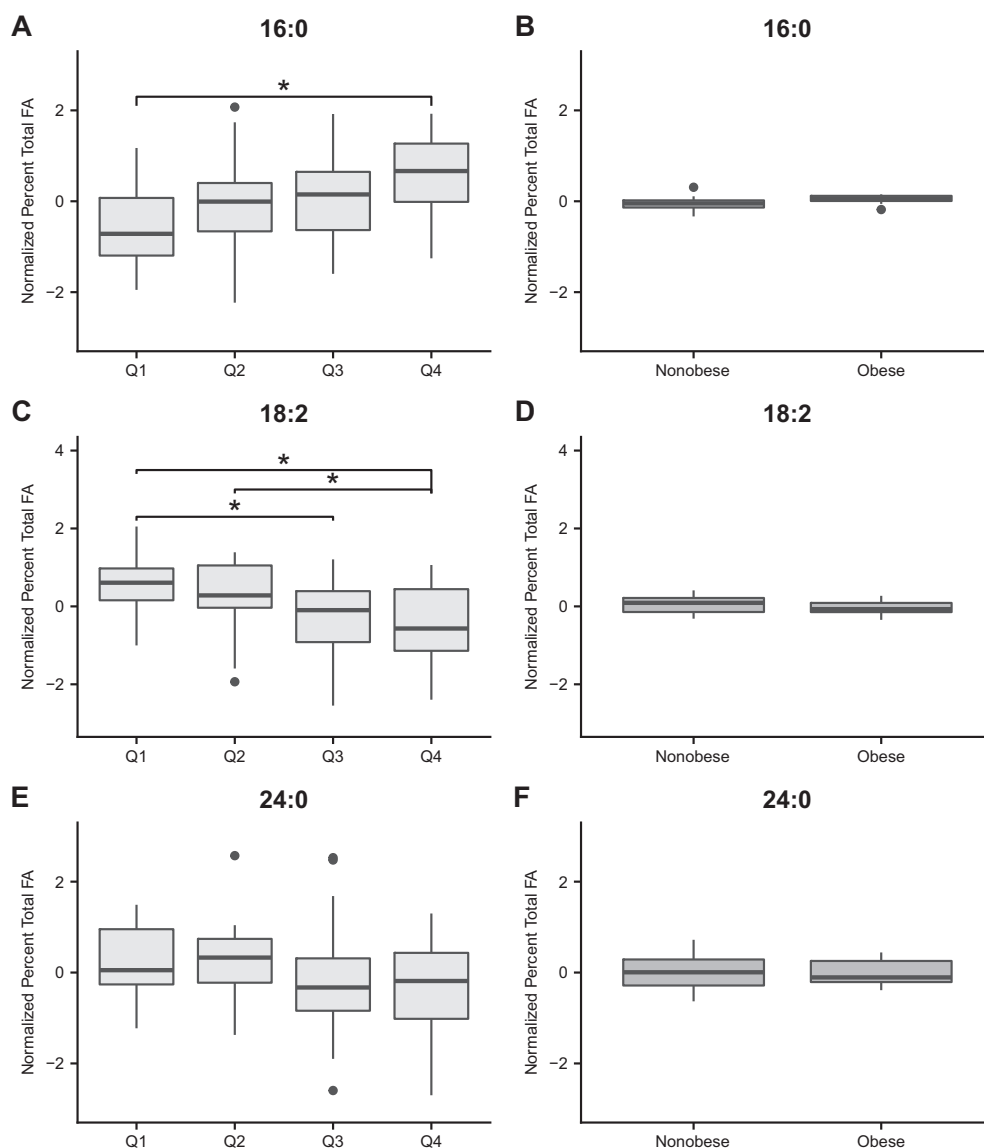 A
16:0
Normalized Percent Total FA
2
0
−2
*
Q1 Q2 Q3 Q4
B
16:0
Normalized Percent Total FA
2
0
−2
Nonobese Obese
C
18:2
Normalized Percent Total FA
4
2
0
−2
*
*
*
Q1 Q2 Q3 Q4
D
18:2
Normalized Percent Total FA
4
2
0
−2
Nonobese Obese
E
24:0
Normalized Percent Total FA
2
0
−2
Q1 Q2 Q3 Q4
F
24:0
Normalized Percent Total FA
2
0
−2
Nonobese Obese